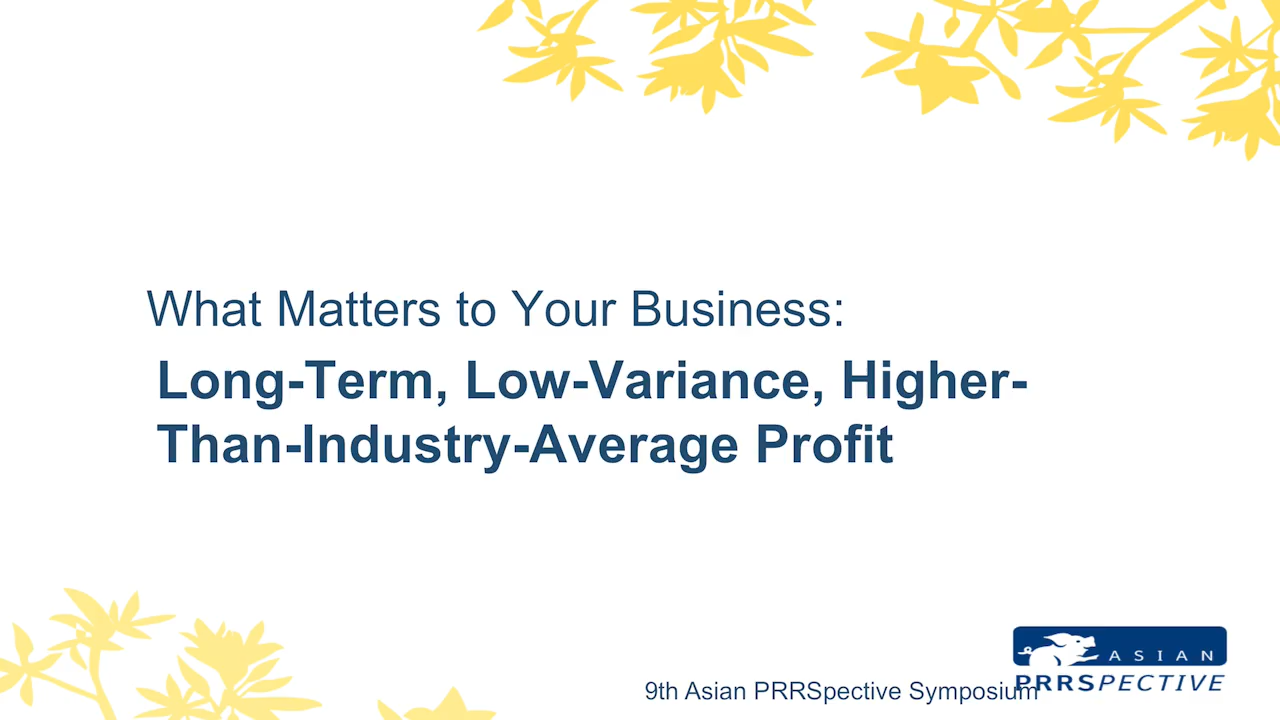 What Matters to Your Business:
Long-Term, Low-Variance, Higher-
Than-Industry-Average Profit
ASIAN
PRRSPECTIVE
9th Asian PRRSpective Symposium